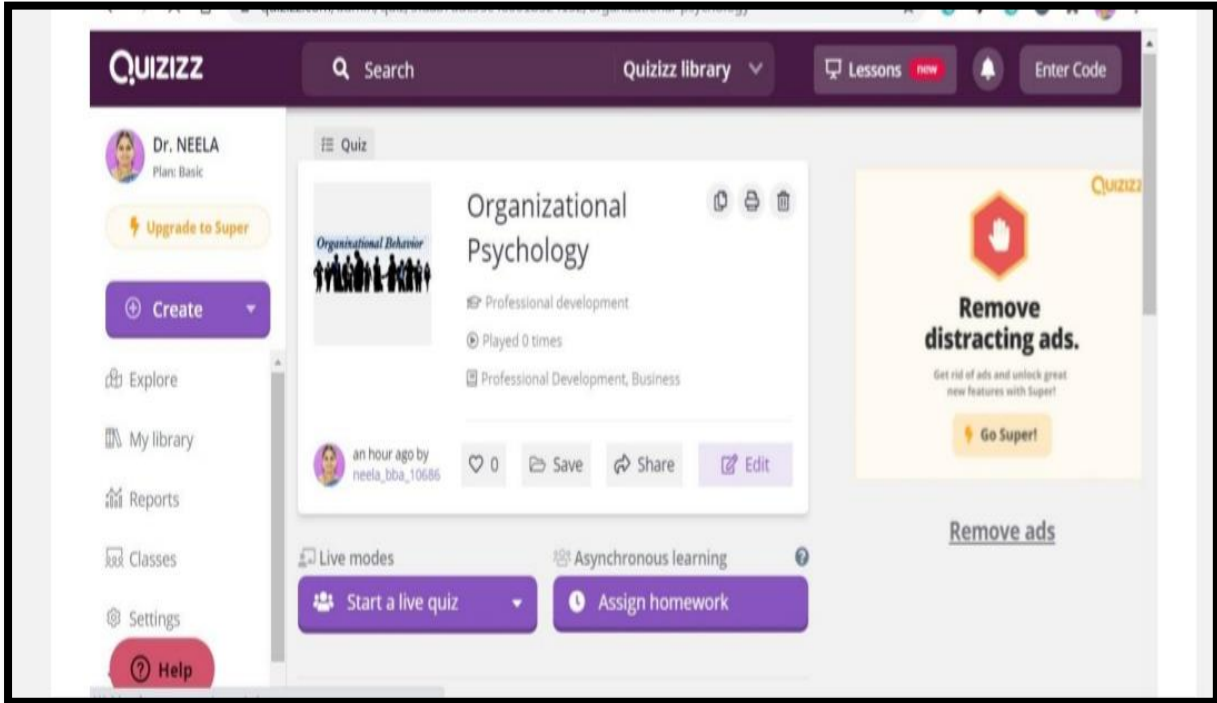 QUIZIZZ
Search
Quizizz library
Lessons new
Enter Code
Dr. NEELA
Plan: Basic
Upgrade to Super
Create
Explore
My library
Reports
Classes
Settings
Help
Quiz
Organizational Behavior
Organizational
Psychology
Professional development
Played 0 times
Professional Development, Business
an hour ago by
neela_bba_10686
0
Save
Share
Edit
Live modes
Start a live quiz
Asynchronous learning
Assign homework
QUIZIZZ
Remove
distracting ads.
Get rid of ads and unlock great
new features with Super!
Go Super!
Remove ads